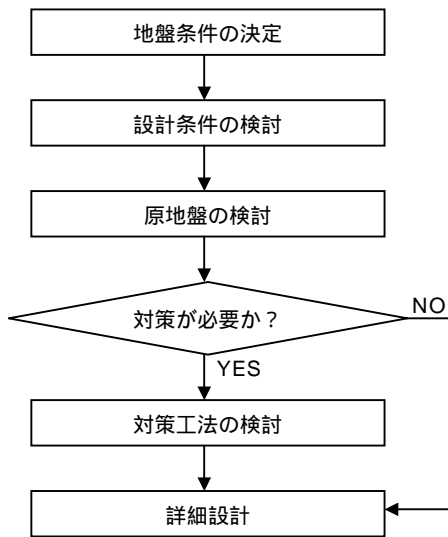 地盤条件の決定
設計条件の検討
原地盤の検討
対策が必要か？
NO
YES
対策工法の検討
詳細設計